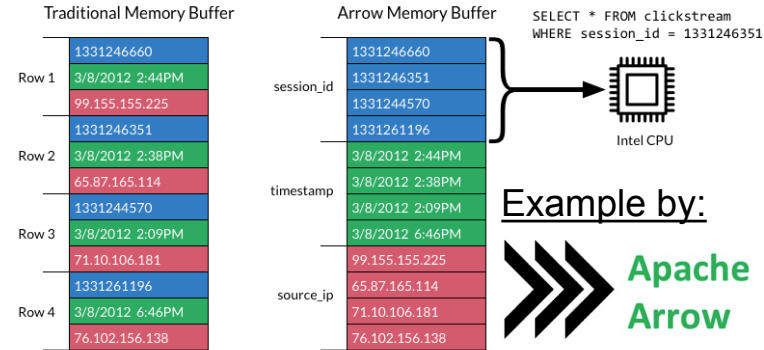 Traditional Memory Buffer
Row 1
1331246660
3/8/2012 2:44PM
99.155.155.225
Row 2
1331246351
3/8/2012 2:38PM
65.87.165.114
Row 3
1331244570
3/8/2012 2:09PM
71.10.106.181
Row 4
1331261196
3/8/2012 6:46PM
76.102.156.138
Arrow Memory Buffer
session_id
1331246660
1331246351
1331244570
1331261196
timestamp
3/8/2012 2:44PM
3/8/2012 2:38PM
3/8/2012 2:09PM
3/8/2012 6:46PM
source_ip
99.155.155.225
65.87.165.114
71.10.106.181
76.102.156.138
SELECT * FROM clickstream
WHERE session_id = 1331246351
Intel CPU
Example by:
Apache
Arrow